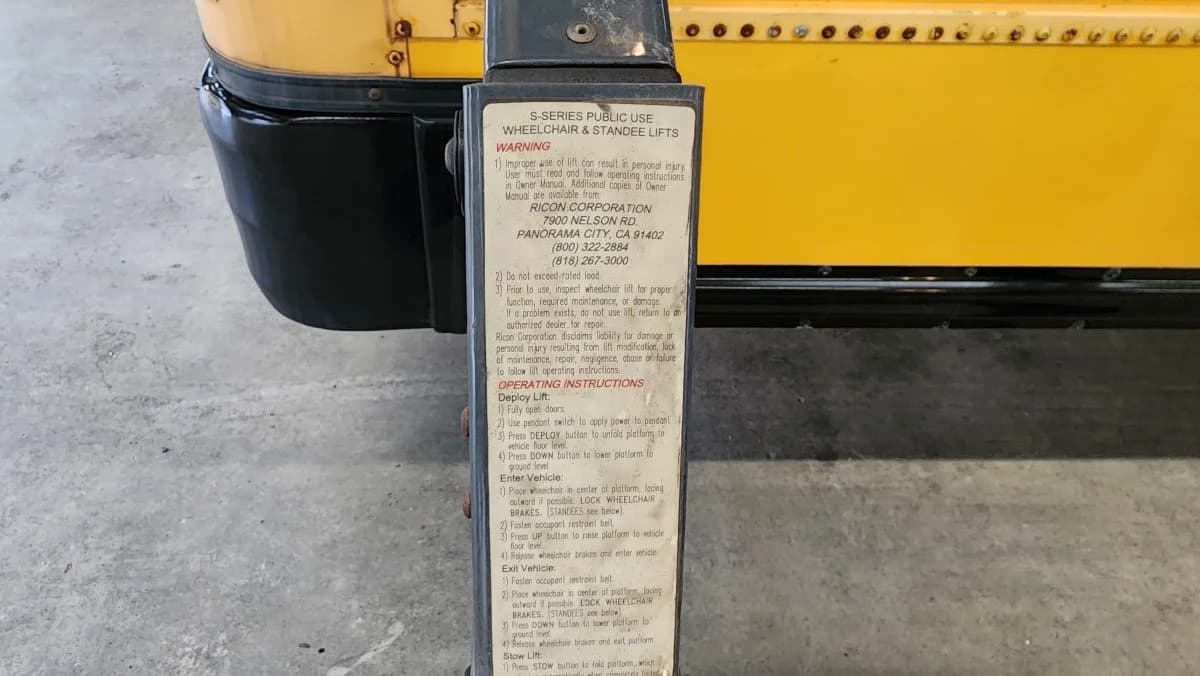 S-SERIES PUBLIC USE
WHEELCHAIR & STANDEE LIFTS
WARNING
1) Improper use of lift can result in personal injury.
User must read and follow operating instructions
in Owner Manual. Additional copies of Owner
Manual are available from:
RICON CORPORATION
7900 NELSON RD.
PANORAMA CITY, CA 91402
(800) 322-2884
(818) 267-3000
2) Do not exceed rated load.
3) Prior to use, inspect wheelchair lift for proper
function, required maintenance, or damage.
If a problem exists, do not use lift, return to an
authorized dealer for repair.
Ricon Corporation disclaims liability for damage or
personal injury resulting from lift modification, lack
of maintenance, repair, negligence, abuse or failure
to follow lift operating instructions.
OPERATING INSTRUCTIONS
Deploy Lift:
1) Fully open doors.
2) Use pendant switch to apply power to pendant.
3) Press DEPLOY button to unfold platform to
vehicle floor level.
4) Press DOWN button to lower platform to
ground level
Enter Vehicle:
1) Place wheelchair in center of platform, facing
outward if possible. LOCK WHEELCHAIR
BRAKES. (STANDEES see below).
2) Fasten occupant restraint belt.
3) Press UP button to raise platform to vehicle
floor level.
4) Release wheelchair brakes and enter vehicle.
Exit Vehicle:
1) Fasten occupant restraint belt.
2) Place wheelchair in center of platform, facing
outward if possible. LOCK WHEELCHAIR
BRAKES. (STANDEES see below)
3) Press DOWN button to lower platform to
ground level
4) Release wheelchair brakes and exit platform.
Stow Lift:
1) Press STOW button to fold platform, which
automatically when completely folded